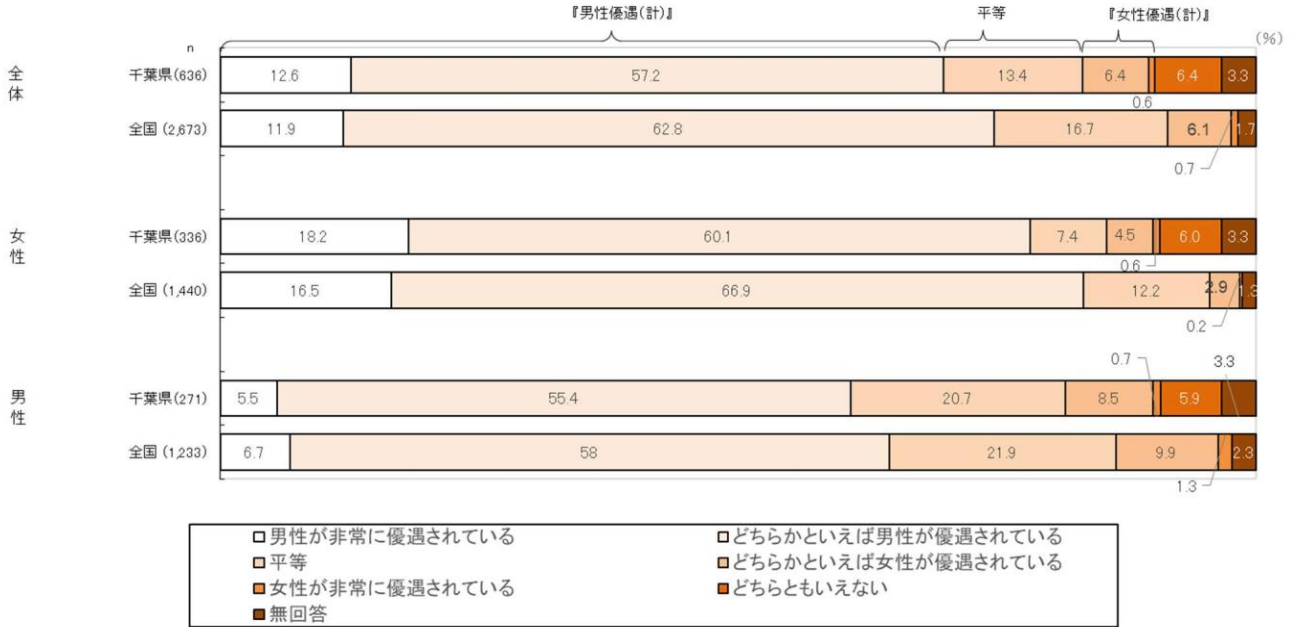 『男性優遇(計)』 平等 『女性優遇(計)』
(%)
n
全体
千葉県(636) 12.6 57.2 13.4 6.4 6.4 3.3
0.6
全国 (2,673) 11.9 62.8 16.7 6.1 1.7
0.7
女性
千葉県(336) 18.2 60.1 7.4 4.5 6.0 3.3
0.6
全国 (1,440) 16.5 66.9 12.2 2.9 1.3
0.2
男性
0.7 3.3
千葉県(271) 5.5 55.4 20.7 8.5 5.9
全国 (1,233) 6.7 58 21.9 9.9 2.3
1.3
男性が非常に優遇されている どちらかといえば男性が優遇されている
平等 どちらかといえば女性が優遇されている
女性が非常に優遇されている どちらともいえない
無回答